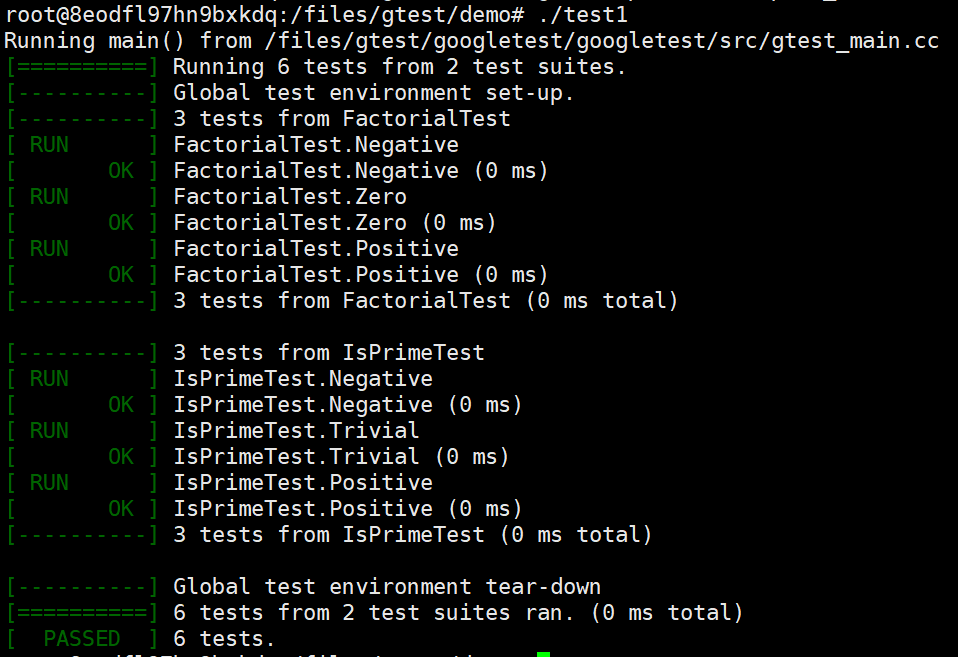 root@8eodfl97hn9bxkdq:/files/gtest/demo# ./test1
Running main() from /files/gtest/googletest/googletest/src/gtest_main.cc
[==========] Running 6 tests from 2 test suites.
[----------] Global test environment set-up.
[----------] 3 tests from FactorialTest
[ RUN      ] FactorialTest.Negative
[       OK ] FactorialTest.Negative (0 ms)
[ RUN      ] FactorialTest.Zero
[       OK ] FactorialTest.Zero (0 ms)
[ RUN      ] FactorialTest.Positive
[       OK ] FactorialTest.Positive (0 ms)
[----------] 3 tests from FactorialTest (0 ms total)
[----------] 3 tests from IsPrimeTest
[ RUN      ] IsPrimeTest.Negative
[       OK ] IsPrimeTest.Negative (0 ms)
[ RUN      ] IsPrimeTest.Trivial
[       OK ] IsPrimeTest.Trivial (0 ms)
[ RUN      ] IsPrimeTest.Positive
[       OK ] IsPrimeTest.Positive (0 ms)
[----------] 3 tests from IsPrimeTest (0 ms total)
[----------] Global test environment tear-down
[==========] 6 tests from 2 test suites ran. (0 ms total)
[  PASSED  ] 6 tests.